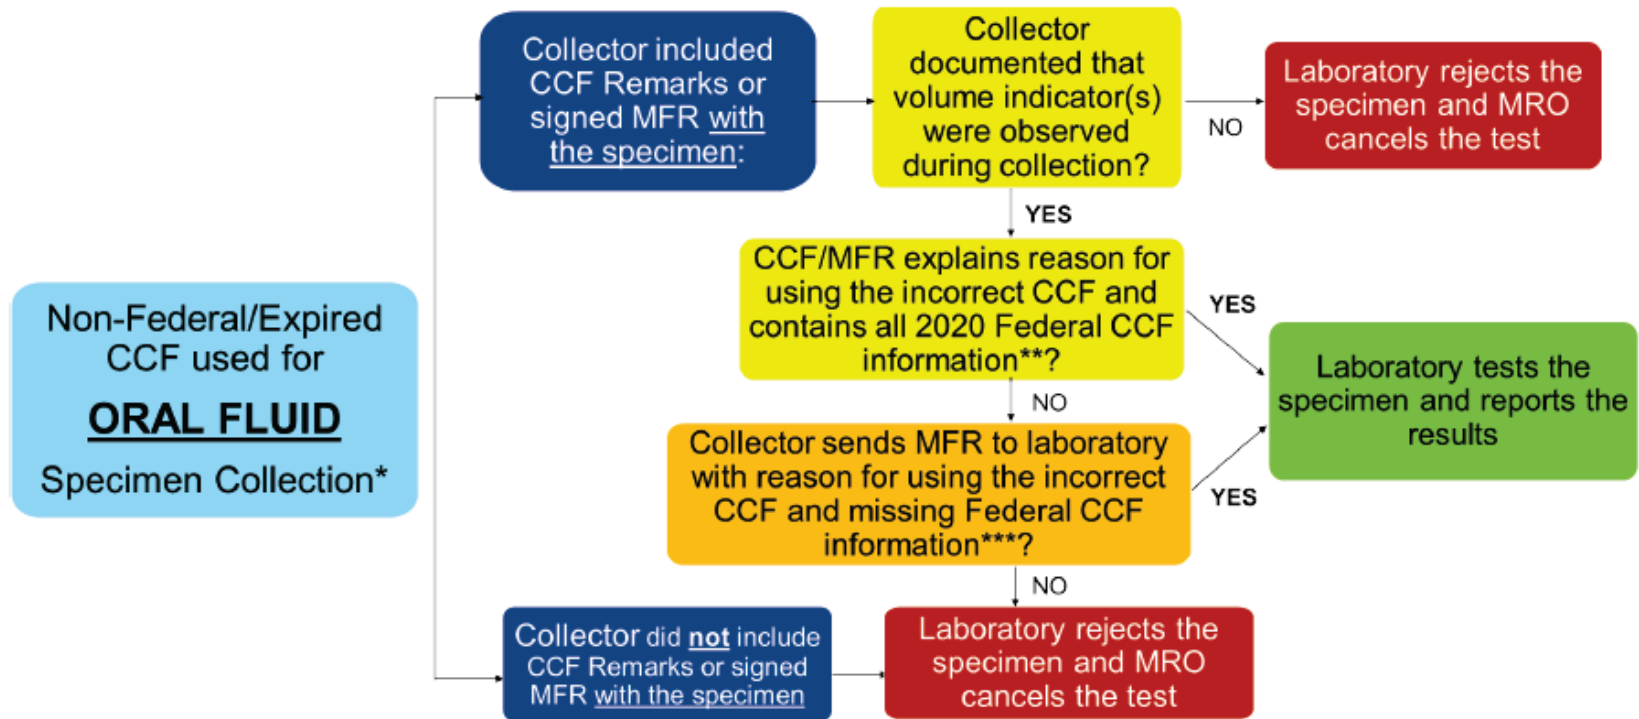 Non-Federal/Expired
CCF used for
ORAL FLUID
Specimen Collection*
Collector included
CCF Remarks or
signed MFR with
the specimen:
Collector
documented that
volume indicator(s)
were observed
during collection?
NO
Laboratory rejects the
specimen and MRO
cancels the test
YES
CCF/MFR explains reason for
using the incorrect CCF and
contains all 2020 Federal CCF
information**?
YES
NO
Collector sends MFR to laboratory
with reason for using the incorrect
CCF and missing Federal CCF
information***?
YES
Laboratory tests the
specimen and reports the
results
NO
Collector did not include
CCF Remarks or signed
MFR with the specimen
Laboratory rejects the
specimen and MRO
cancels the test